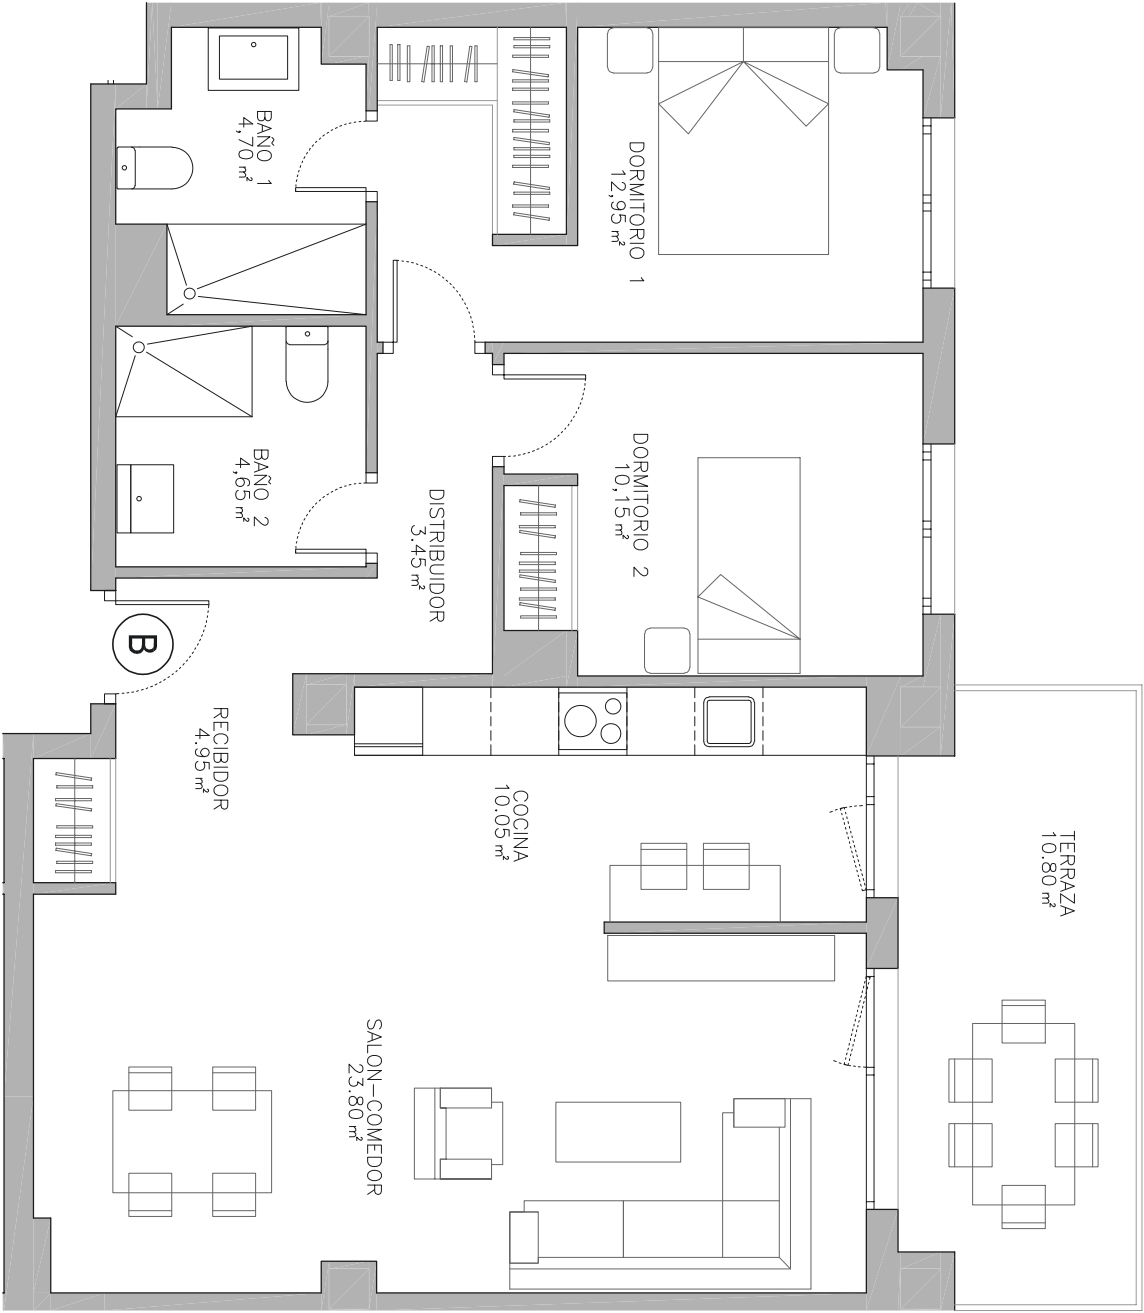 BAÑO 1
4,70 m²
DORMITORIO 1
12,95 m²
BAÑO 2
4,65 m²
DISTRIBUIDOR
3.45 m²
DORMITORIO 2
10,15 m²
B
RECIBIDOR
4.95 m²
COCINA
10.05 m²
TERRAZA
10.80 m²
SALON-COMEDOR
23.80 m²